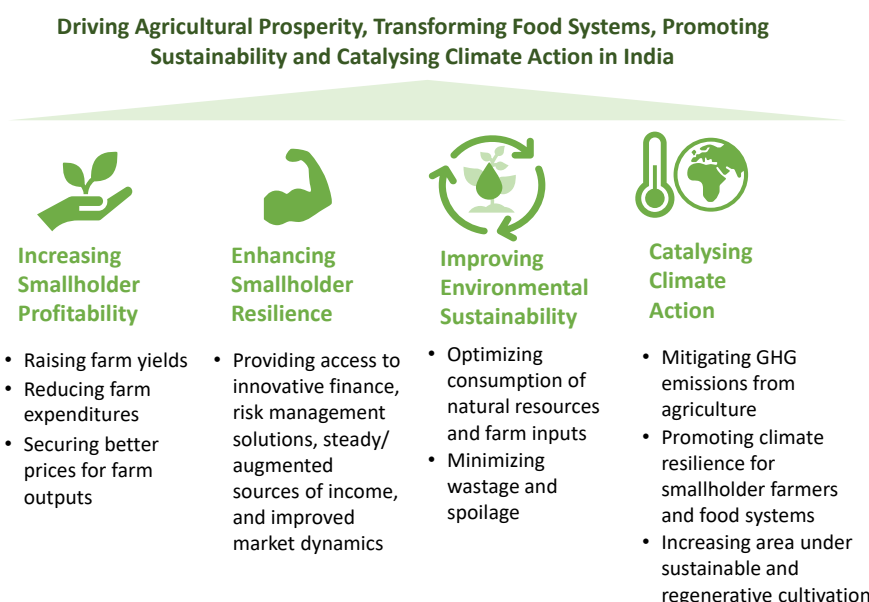 Driving Agricultural Prosperity, Transforming Food Systems, Promoting
Sustainability and Catalysing Climate Action in India
Increasing
Smallholder
Profitability
• Raising farm yields
• Reducing farm
expenditures
• Securing better
prices for farm
outputs
Enhancing
Smallholder
Resilience
• Providing access to
innovative finance,
risk management
solutions, steady/
augmented
sources of income,
and improved
market dynamics
Improving
Environmental
Sustainability
• Optimizing
consumption of
natural resources
and farm inputs
• Minimizing
wastage and
spoilage
Catalysing
Climate
Action
• Mitigating GHG
emissions from
agriculture
• Promoting climate
resilience for
smallholder farmers
and food systems
• Increasing area under
sustainable and
regenerative cultivation